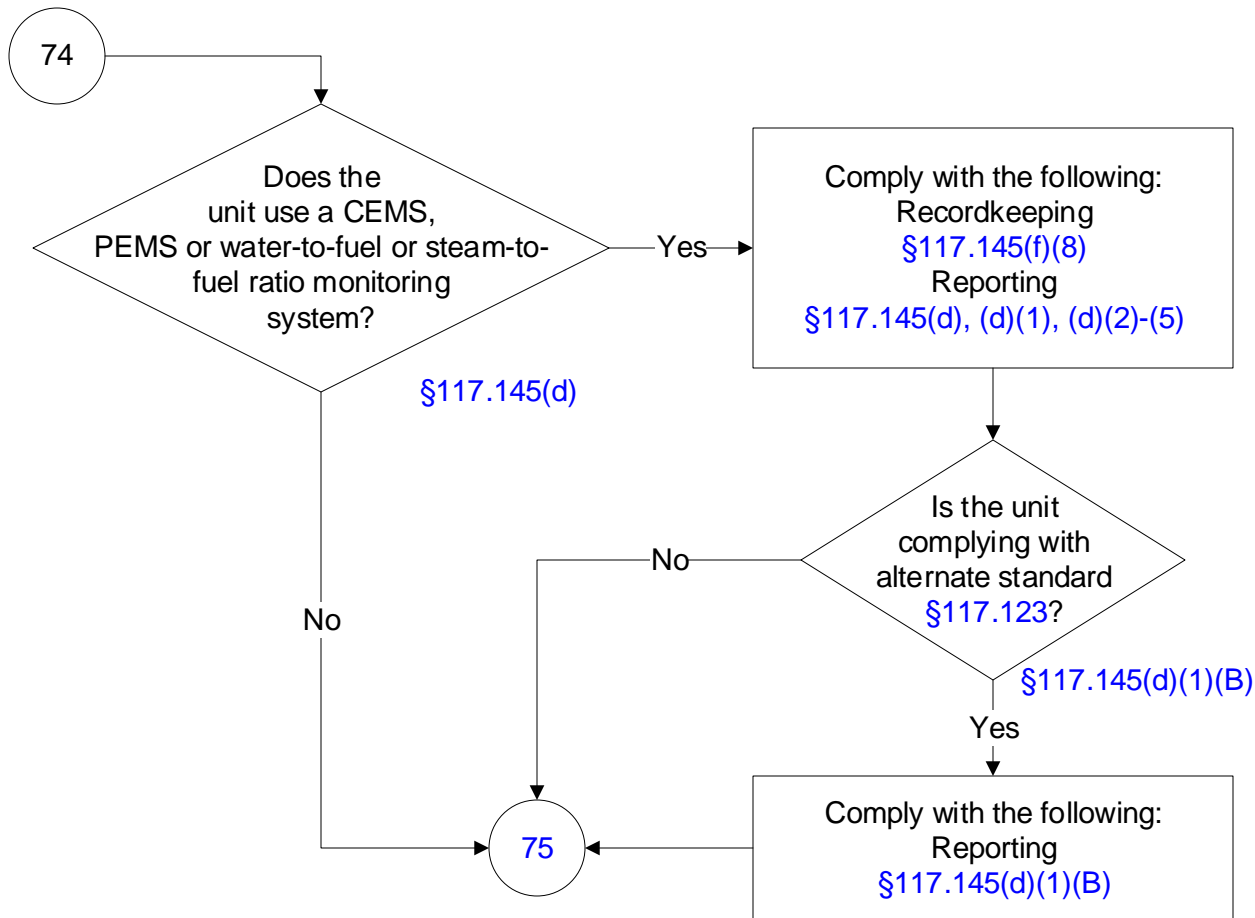 74
Does the
unit use a CEMS,
PEMS or water-to-fuel or steam-to-
fuel ratio monitoring
system?
§117.145(d)
Yes
Comply with the following:
Recordkeeping
§117.145(f)(8)
Reporting
§117.145(d), (d)(1), (d)(2)-(5)
Is the unit
complying with
alternate standard
§117.123?
§117.145(d)(1)(B)
No
No
Yes
75
Comply with the following:
Reporting
§117.145(d)(1)(B)